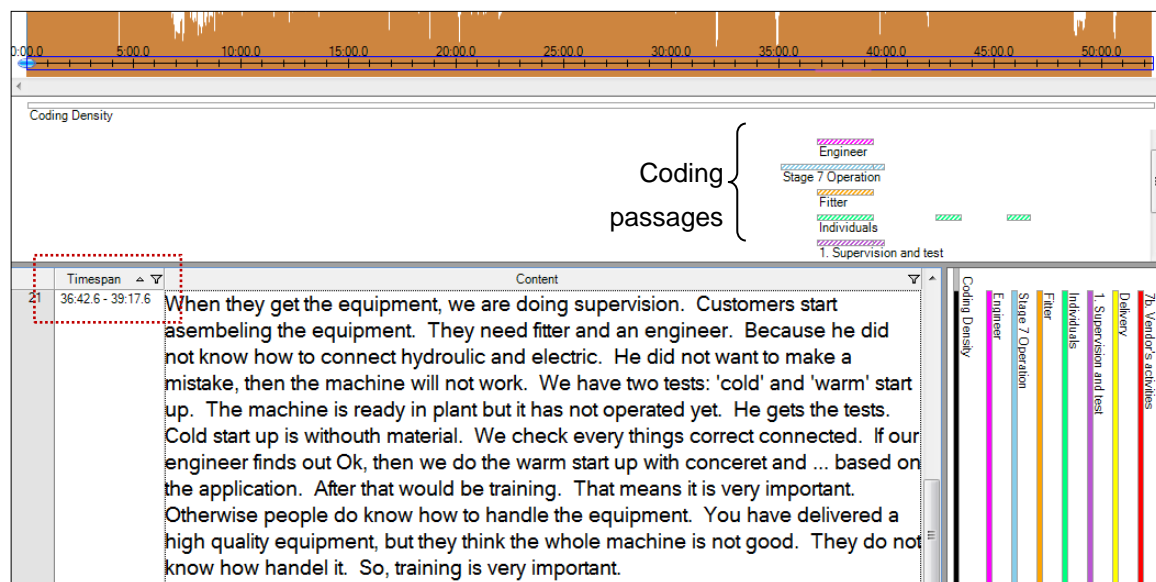 0:00.0 5:00.0 10:00.0 15:00.0 20:00.0 25:00.0 30:00.0 35:00.0 40:00.0 45:00.0 50:00.0
Coding Density
Coding
passages
Engineer
Stage 7 Operation
Fitter
Individuals
1. Supervision and test
Timespan Content
21 36:42.6 - 39:17.6
When they get the equipment, we are doing supervision. Customers start
asembeling the equipment. They need fitter and an engineer. Because he did
not know how to connect hydroulic and electric. He did not want to make a
mistake, then the machine will not work. We have two tests: 'cold' and 'warm' start
up. The machine is ready in plant but it has not operated yet. He gets the tests.
Cold start up is withouth material. We check every things correct connected. If our
engineer finds out Ok, then we do the warm start up with conceret and ... based on
the application. After that would be training. That means it is very important.
Otherwise people do know how to handle the equipment. You have delivered a
high quality equipment, but they think the whole machine is not good. They do not
know how handel it. So, training is very important.
Coding Density
Engineer
Stage 7 Operation
Fitter
Individuals
1. Supervision and test
Delivery
7b. Vendor's activities